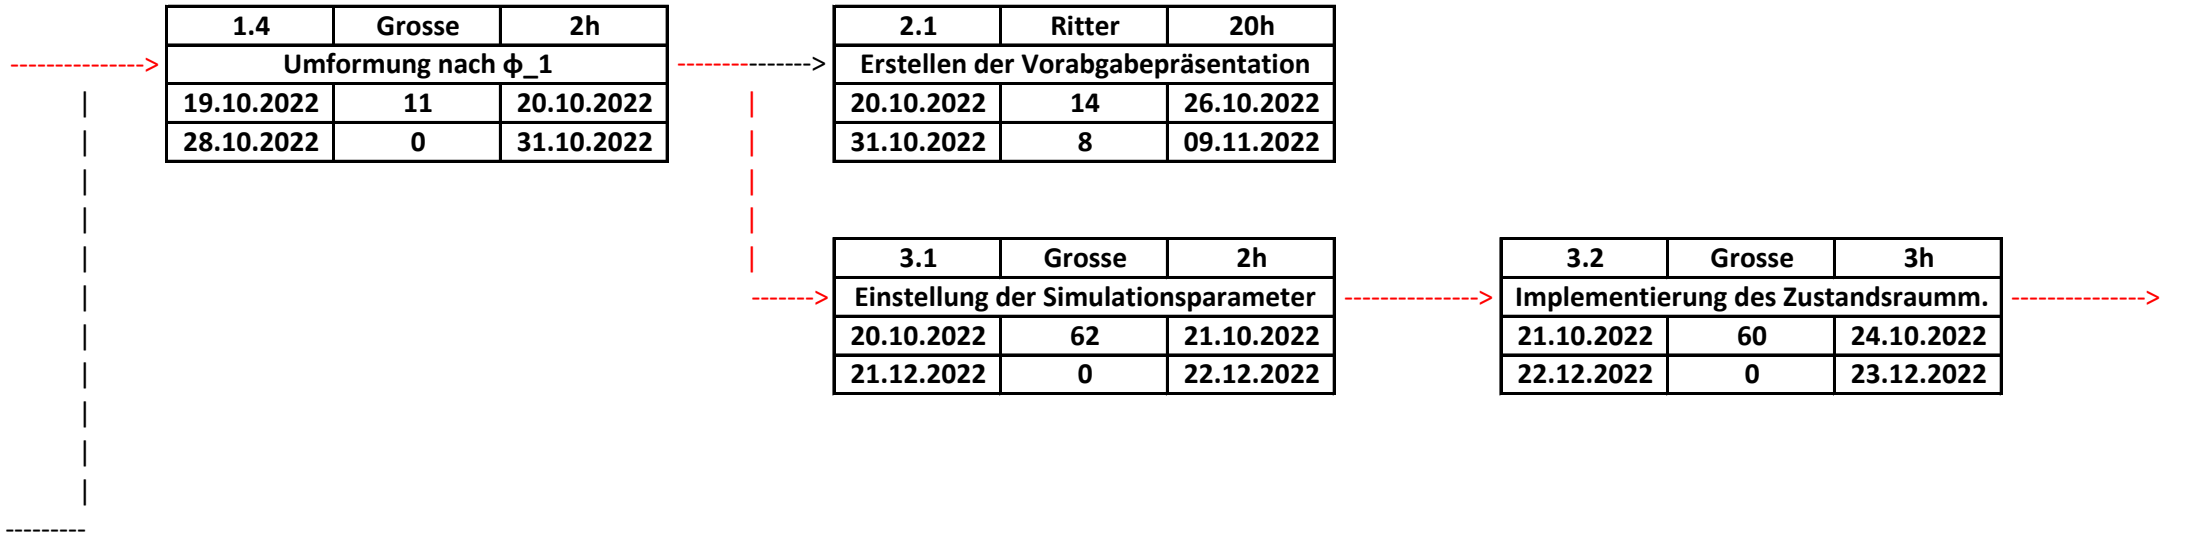 1.4 Grosse 2h
Umformung nach ϕ_1
19.10.2022 11 20.10.2022
28.10.2022 0 31.10.2022
2.1 Ritter 20h
Erstellen der Vorabgabepräsentation
20.10.2022 14 26.10.2022
31.10.2022 8 09.11.2022
3.1 Grosse 2h
Einstellung der Simulationsparameter
20.10.2022 62 21.10.2022
21.12.2022 0 22.12.2022
3.2 Grosse 3h
Implementierung des Zustandsraumm.
21.10.2022 60 24.10.2022
22.12.2022 0 23.12.2022